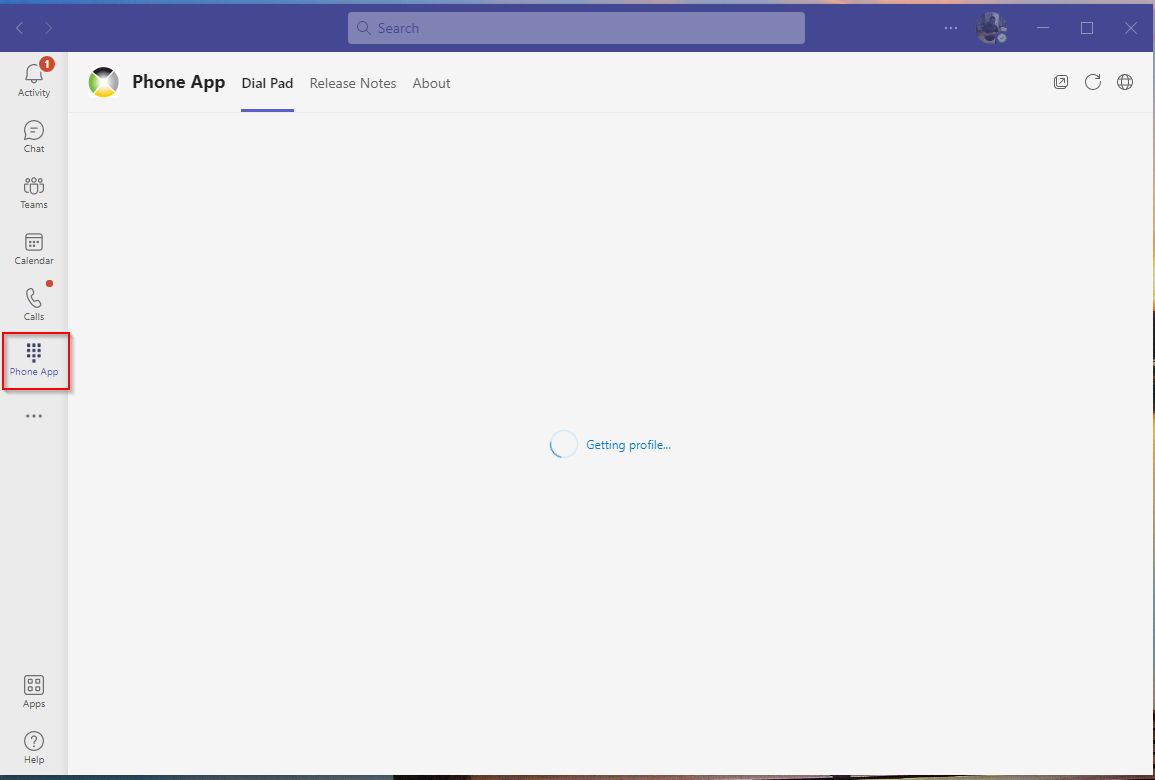 Search
1
Activity
Chat
Teams
Calendar
Calls
Phone App
Apps
Help
Phone App Dial Pad Release Notes About
Getting profile...